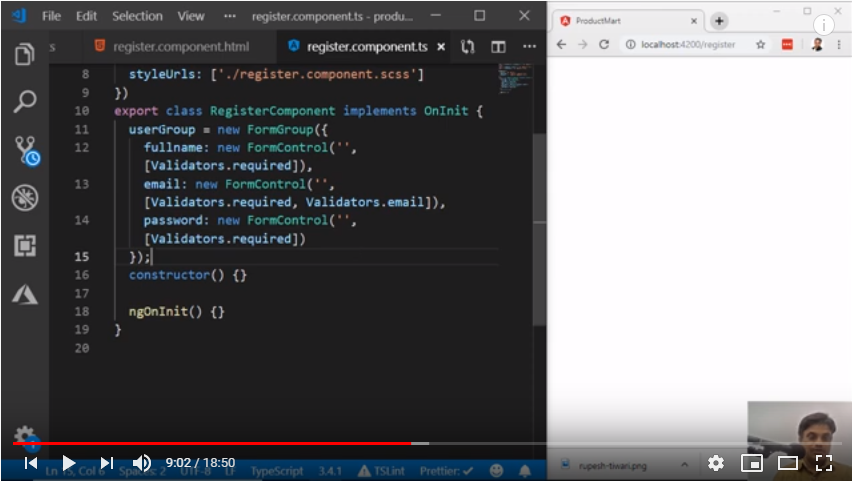 File Edit Selection View ··· register.component.ts - produ...
ProductMart
s register.component.html register.component.ts
localhost:4200/register
8 styleUrls: ['./register.component.scss']
9 })
10 export class RegisterComponent implements OnInit {
11 userGroup = new FormGroup({
12 fullname: new FormControl('',
[Validators.required]),
13 email: new FormControl('',
[Validators.required, Validators.email]),
14 password: new FormControl('',
[Validators.required])
15 });
16 constructor() {}
17
18 ngOnInit() {}
19 }
20
9:02 / 18:50
Ln 15, Col 6 Spaces: 2 UTF-8 LF TypeScript 3.4.1 TSLint Prettier: ✓
rupesh-tiwari.png